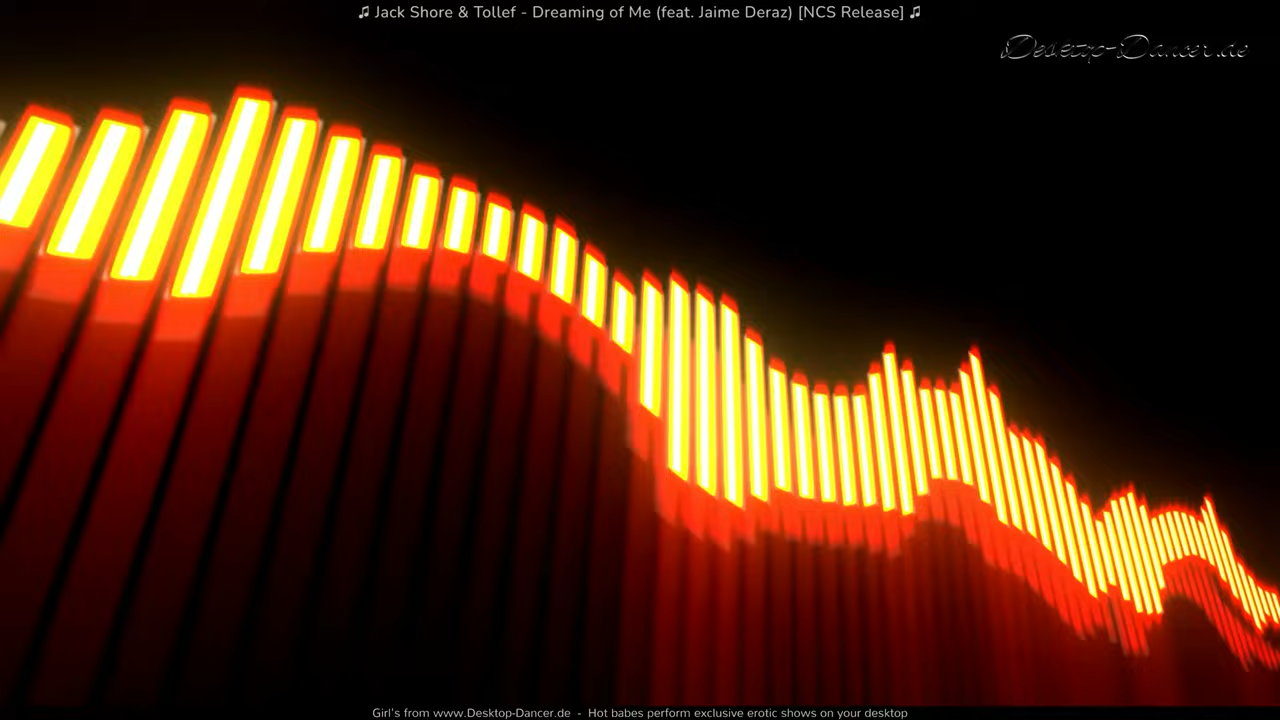 ♫ Jack Shore & Tollef - Dreaming of Me (feat. Jaime Deraz) [NCS Release] ♫
Desktop-Dancer.de
Girl's from www.Desktop-Dancer.de - Hot babes perform exclusive erotic shows on your desktop